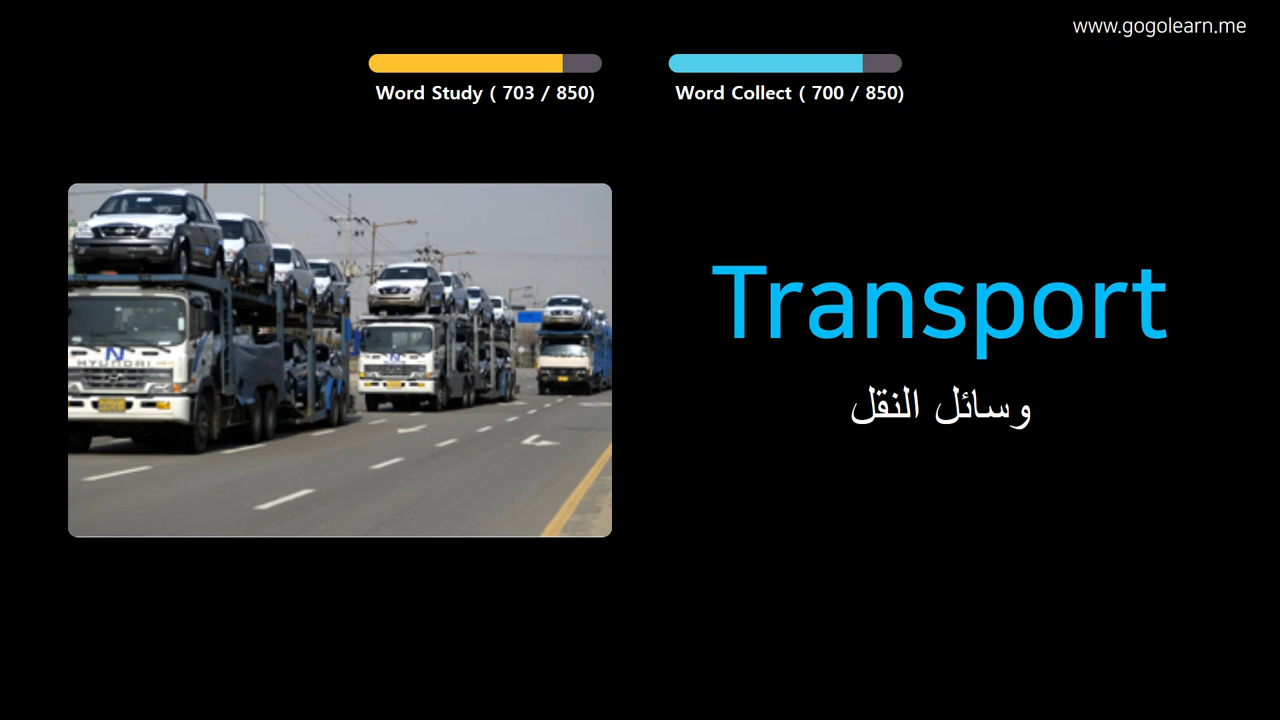 www.gogolearn.me
Word Study ( 703 / 850)
Word Collect ( 700 / 850)
Transport
وسائل النقل
N
HYUNDAI